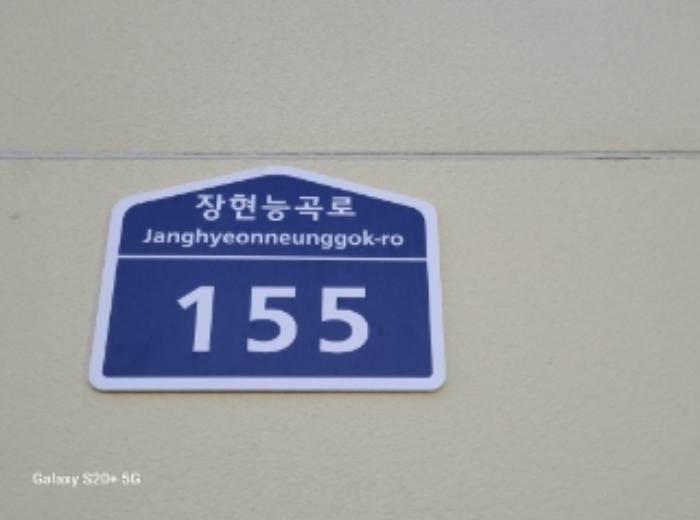 장현능곡로
Janghyeonneunggok-ro
155
Galaxy S20+ 5G